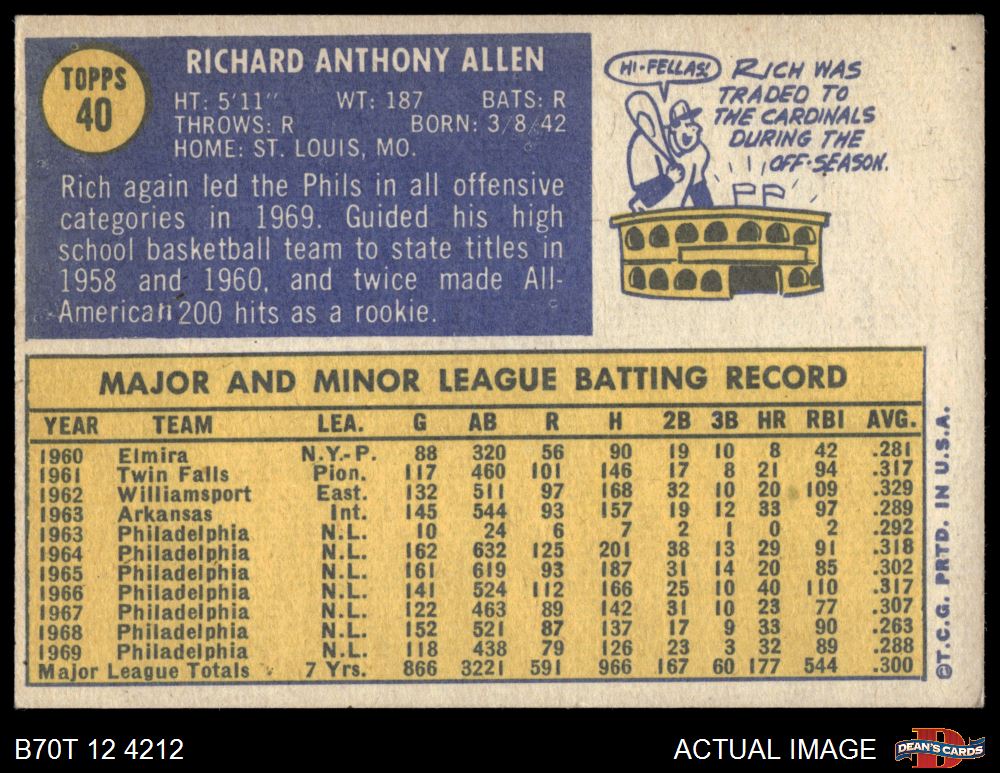 TOPPS
40
RICHARD ANTHONY ALLEN
HT: 5'11" WT: 187 BATS: R
THROWS: R BORN: 3/8/42
HOME: ST. LOUIS, MO.
Rich again led the Phils in all offensive
categories in 1969. Guided his high
school basketball team to state titles in
1958 and 1960, and twice made All-
American 200 hits as a rookie.
HI-FELLAS!
RICH WAS
TRADED TO
THE CARDINALS
DURING THE
OFF-SEASON.
MAJOR AND MINOR LEAGUE BATTING RECORD
YEAR TEAM LEA. G AB R H 2B 3B HR RBI AVG.
1960 Elmira N.Y.-P. 88 320 56 90 19 10 8 42 .281
1961 Twin Falls Pion. 117 460 101 146 17 8 21 94 .317
1962 Williamsport East. 132 511 97 168 32 10 20 109 .329
1963 Arkansas Int. 145 544 93 157 19 12 33 97 .289
1963 Philadelphia N.L. 10 24 6 7 2 1 0 2 .292
1964 Philadelphia N.L. 162 632 125 201 38 13 29 91 .318
1965 Philadelphia N.L. 161 619 93 187 31 14 20 85 .302
1966 Philadelphia N.L. 141 524 112 166 25 10 40 110 .317
1967 Philadelphia N.L. 122 463 89 142 31 10 23 77 .307
1968 Philadelphia N.L. 152 521 87 137 17 9 33 90 .263
1969 Philadelphia N.L. 118 438 79 126 23 3 32 89 .288
Major League Totals 7 Yrs. 866 3221 591 966 167 60 177 544 .300
©T.C.G. PRTD. IN U.S.A.
B70T 12 4212
ACTUAL IMAGE
DEAN'S CARDS